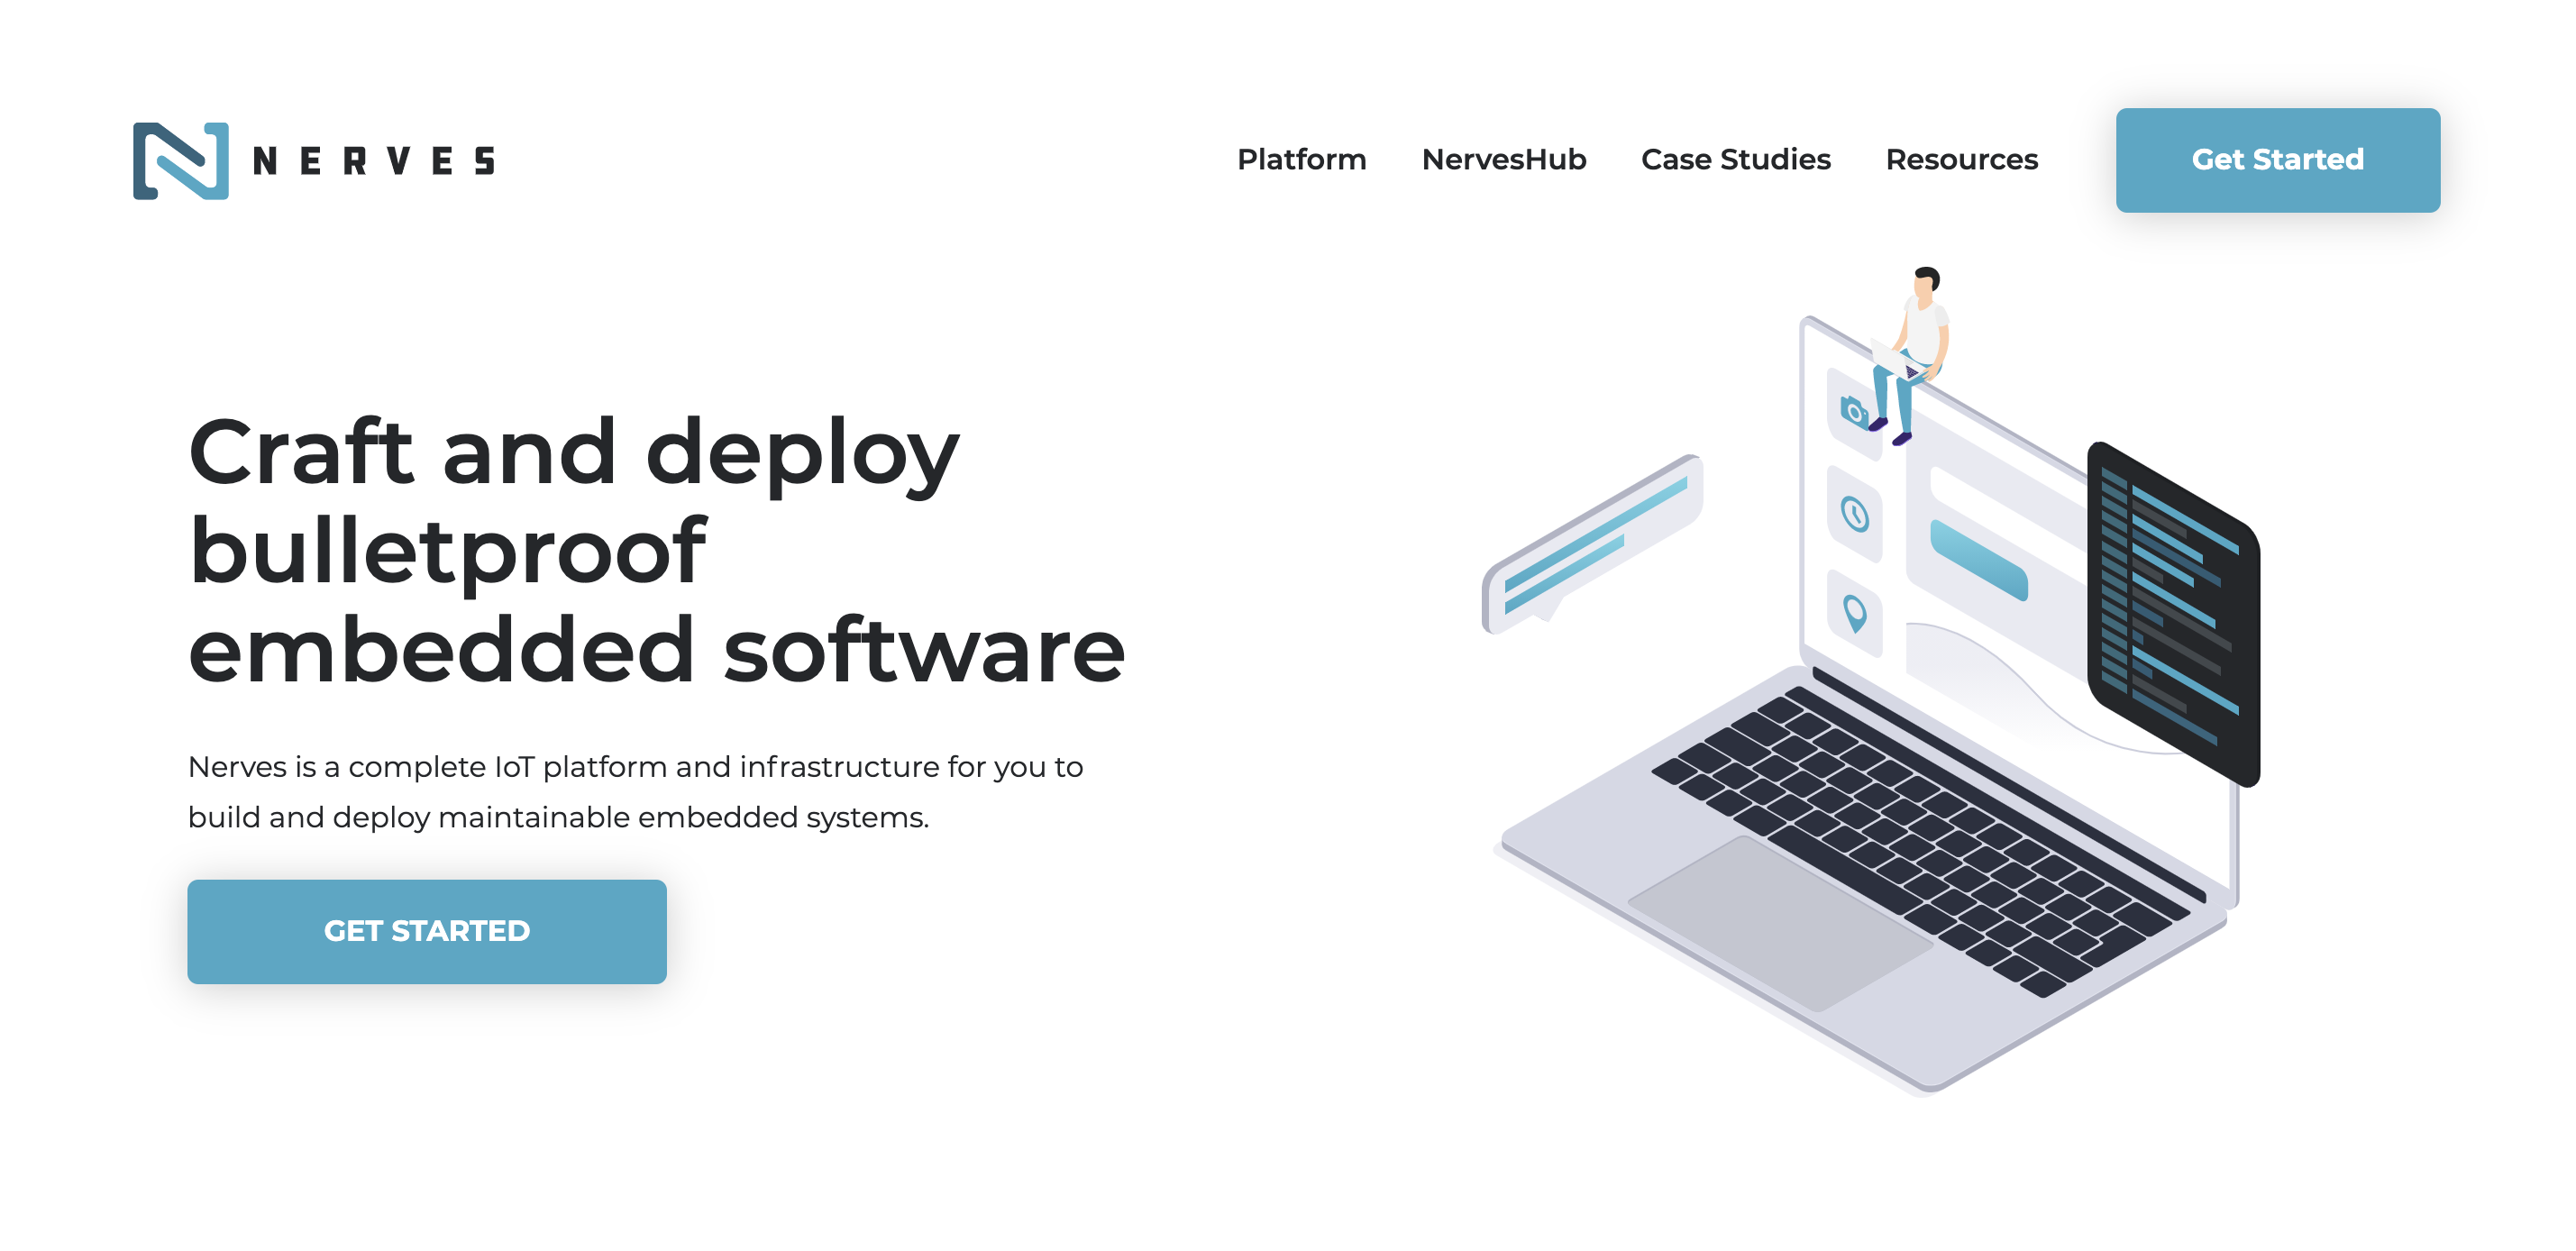 NERVES
Platform
NervesHub
Case Studies
Resources
Get Started
Craft and deploy
bulletproof
embedded software
Nerves is a complete IoT platform and infrastructure for you to
build and deploy maintainable embedded systems.
GET STARTED